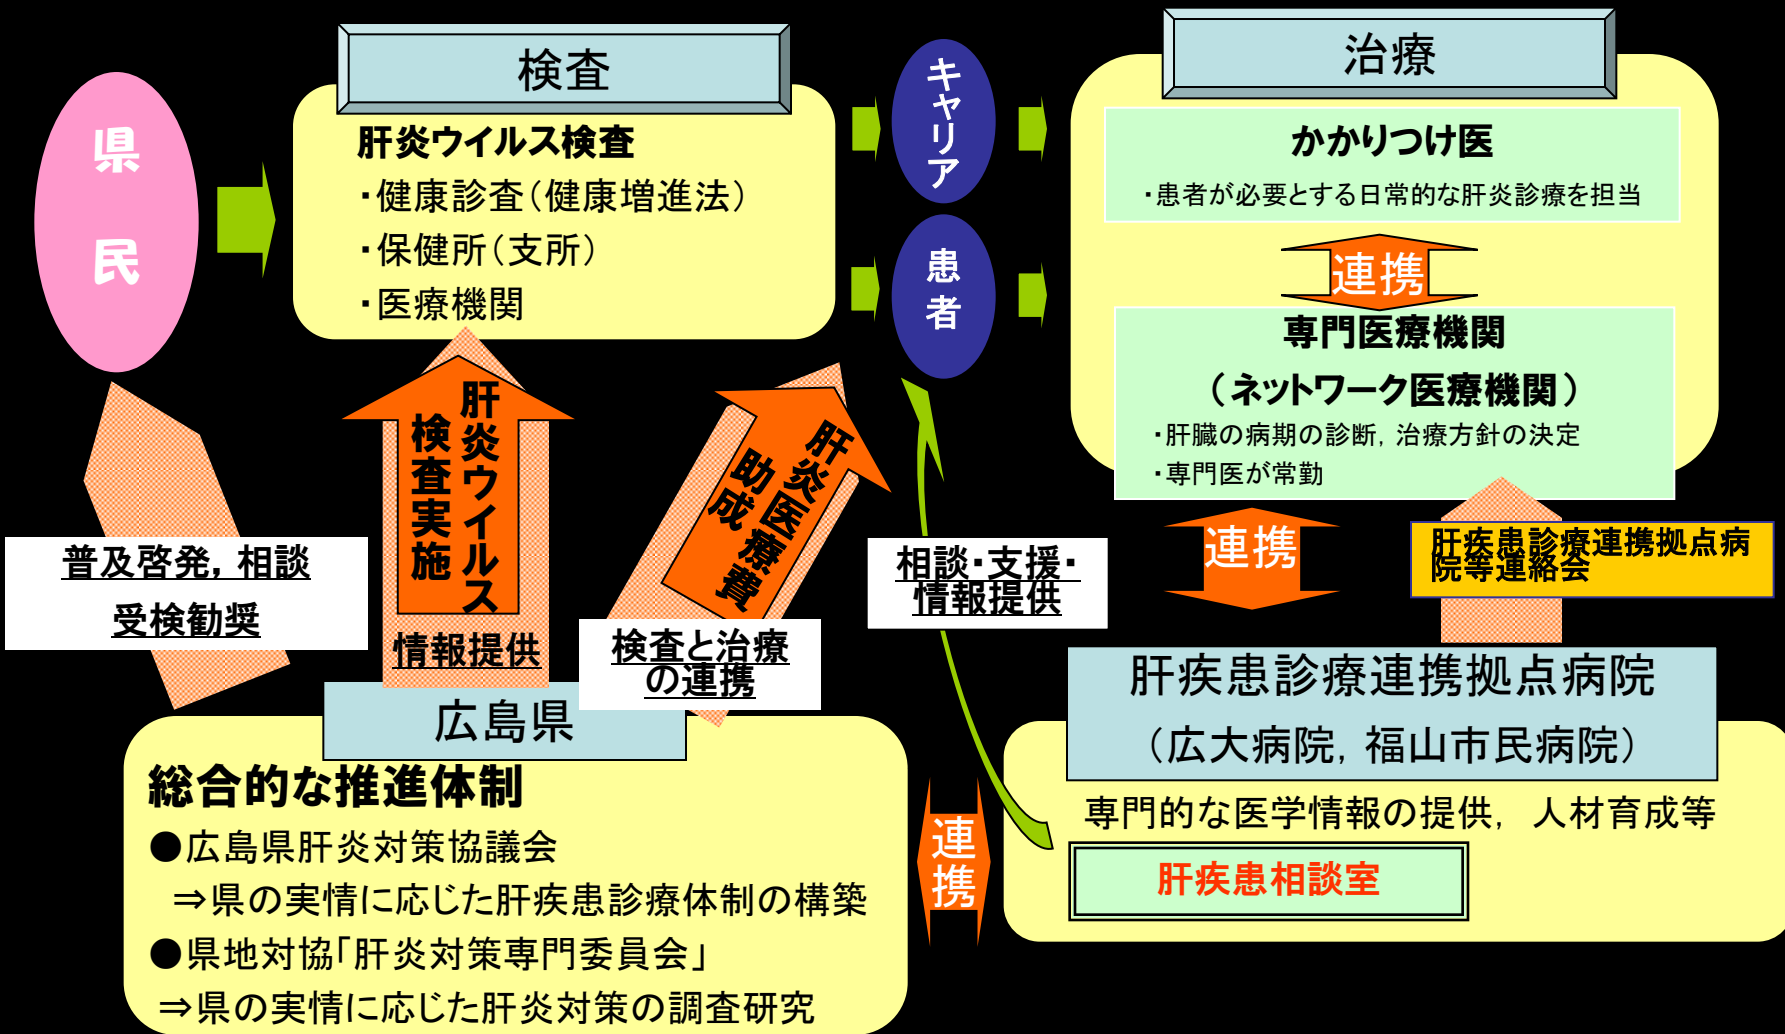 検査
治療
県民
肝炎ウイルス検査
・健康診査（健康増進法）
・保健所（支所）
・医療機関
キャリア
患者
かかりつけ医
・患者が必要とする日常的な肝炎診療を担当
連携
専門医療機関
（ネットワーク医療機関）
・肝臓の病期の診断，治療方針の決定
・専門医が常勤
普及啓発，相談
受検勧奨
肝炎ウイルス
検査実施
情報提供
肝炎医療費
助成
検査と治療
の連携
相談・支援・
情報提供
連携
肝疾患診療連携拠点病
院等連絡会
広島県
総合的な推進体制
●広島県肝炎対策協議会
⇒県の実情に応じた肝疾患診療体制の構築
●県地対協「肝炎対策専門委員会」
⇒県の実情に応じた肝炎対策の調査研究
連携
肝疾患診療連携拠点病院
（広大病院，福山市民病院）
専門的な医学情報の提供， 人材育成等
肝疾患相談室